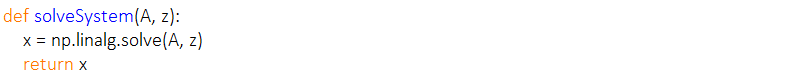 def solveSystem(A, z):
    x = np.linalg.solve(A, z)
    return x